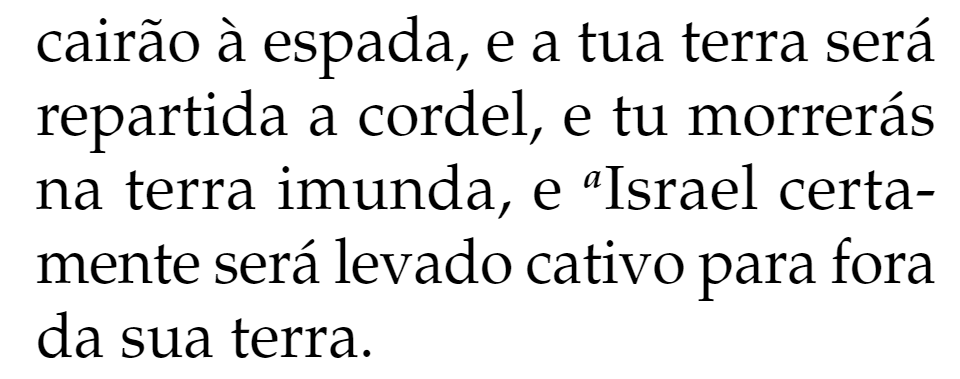 cairão à espada, e a tua terra será
repartida a cordel, e tu morrerás
na terra imunda, e ᵃIsrael certa-
mente será levado cativo para fora
da sua terra.